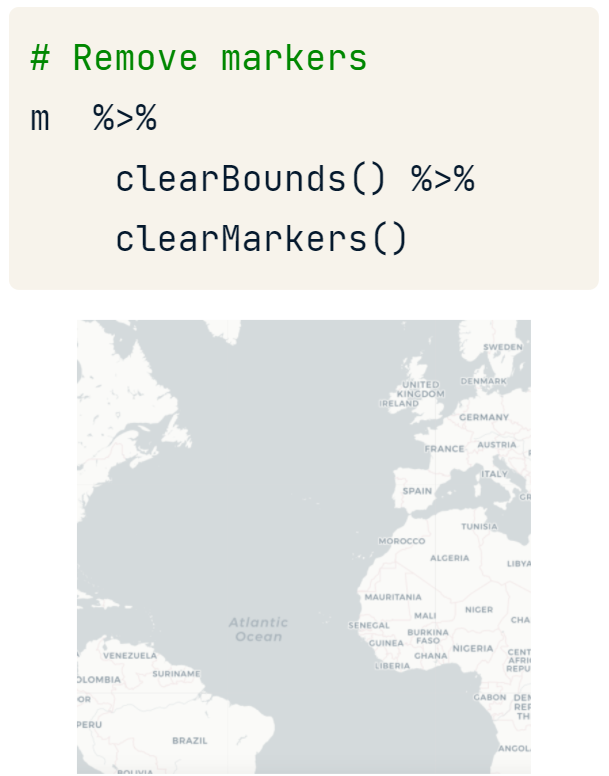 # Remove markers
m  %>%
    clearBounds() %>%
    clearMarkers()
SWEDEN
UNITED
KINGDOM
DENMARK
IRELAND
GERMANY
FRANCE
AUSTRIA
ITALY
SPAIN
GR
TUNISIA
MOROCCO
ALGERIA
LIBYA
MAURITANIA
MALI
NIGER
CHA
Atlantic
Ocean
SENEGAL
BURKINA
FASO
GUINEA
GHANA
NIGERIA
LIBERIA
CENT
AFRI
REPU
VENEZUELA
OLOMBIA
SURINAME
OR
GABON
DEM
REP
TH
PERU
BRAZIL
ANGOL
BOLIVIA